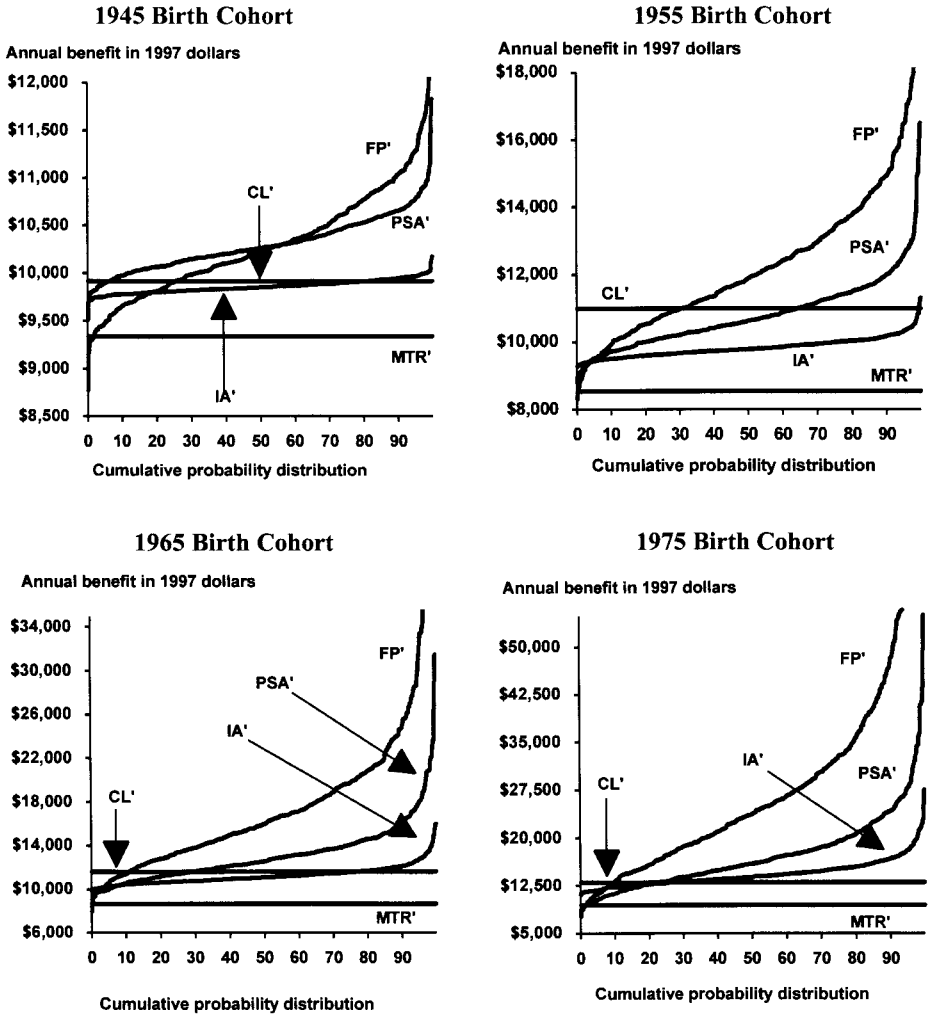 1945 Birth Cohort
Annual benefit in 1997 dollars
$12,000
$11,500
$11,000
$10,500
$10,000
$9,500
$9,000
$8,500
FP'
CL'
PSA'
MTR'
IA'
0 10 20 30 40 50 60 70 80 90
Cumulative probability distribution
1955 Birth Cohort
Annual benefit in 1997 dollars
$18,000
$16,000
$14,000
$12,000
$10,000
$8,000
FP'
PSA'
CL'
IA'
MTR'
0 10 20 30 40 50 60 70 80 90
Cumulative probability distribution
1965 Birth Cohort
Annual benefit in 1997 dollars
$34,000
$30,000
$26,000
$22,000
$18,000
$14,000
$10,000
$6,000
FP'
PSA'
IA'
CL'
MTR'
0 10 20 30 40 50 60 70 80 90
Cumulative probability distribution
1975 Birth Cohort
Annual benefit in 1997 dollars
$50,000
$42,500
$35,000
$27,500
$20,000
$12,500
$5,000
FP'
IA'
PSA'
CL'
MTR'
0 10 20 30 40 50 60 70 80 90
Cumulative probability distribution